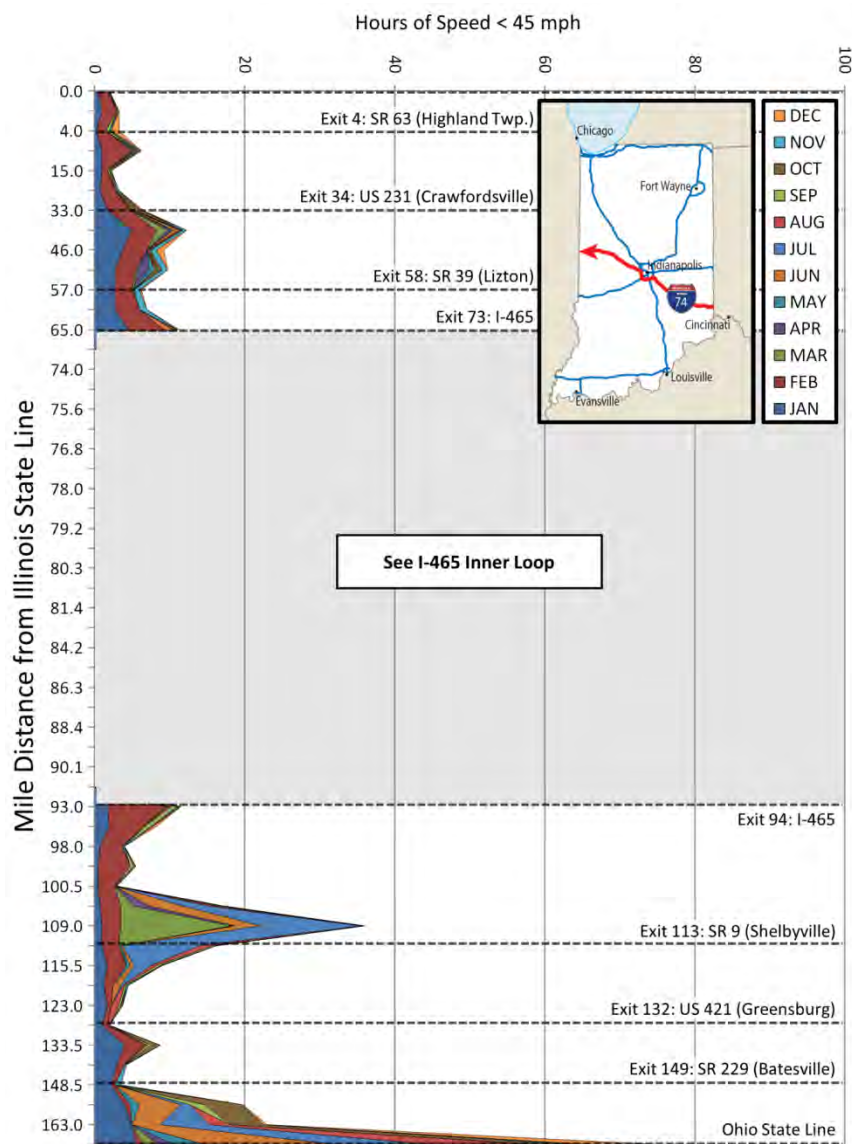 Hours of Speed < 45 mph
0
20
40
60
80
100
Mile Distance from Illinois State Line
0.0
4.0
15.0
33.0
46.0
57.0
65.0
74.0
75.6
76.8
78.0
79.2
80.3
81.4
84.2
86.3
88.4
90.1
93.0
98.0
100.5
109.0
115.5
123.0
133.5
148.5
163.0
Exit 4: SR 63 (Highland Twp.)
Exit 34: US 231 (Crawfordsville)
Exit 58: SR 39 (Lizton)
Exit 73: I-465
Chicago
Fort Wayne
Indianapolis
74
Cincinnati
Louisville
Evansville
DEC
NOV
OCT
SEP
AUG
JUL
JUN
MAY
APR
MAR
FEB
JAN
See I-465 Inner Loop
Exit 94: I-465
Exit 113: SR 9 (Shelbyville)
Exit 132: US 421 (Greensburg)
Exit 149: SR 229 (Batesville)
Ohio State Line